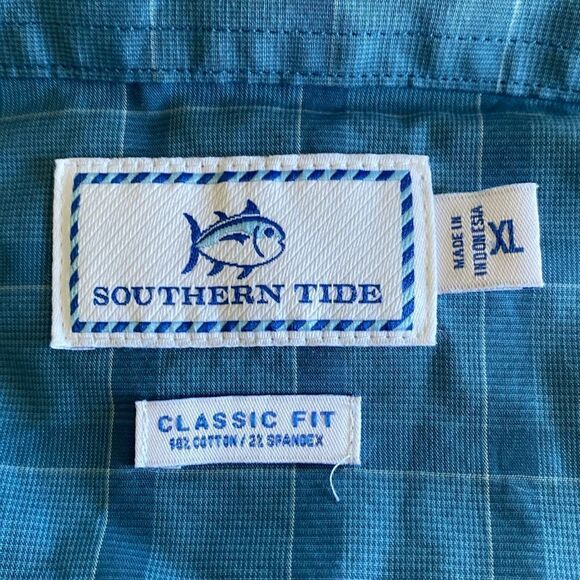 SOUTHERN TIDE
MADE IN
INDONESIA
XL
CLASSIC FIT
98% COTTON / 2% SPANDEX